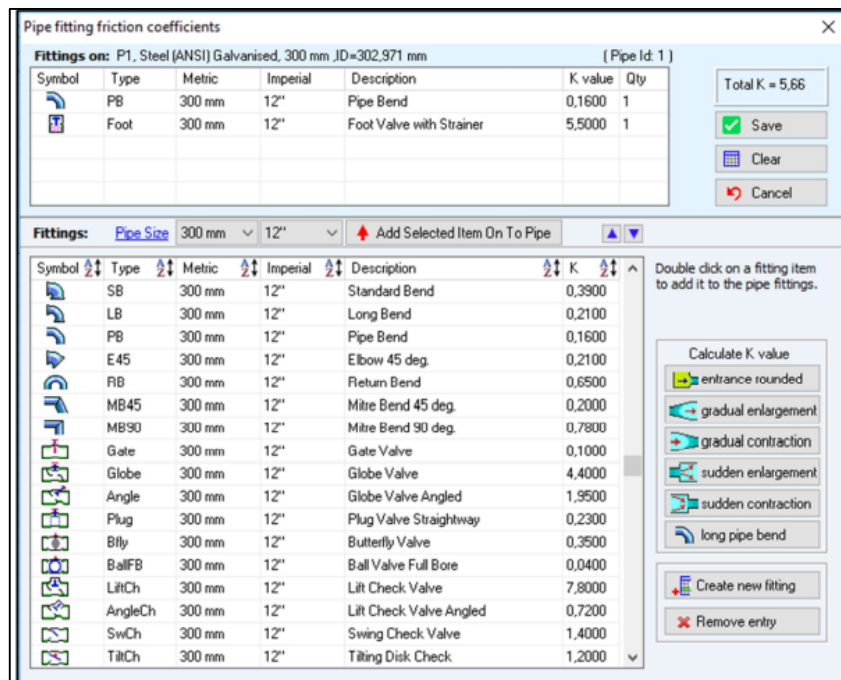 Pipe fitting friction coefficients
Fittings on: P1, Steel (ANSI) Galvanised, 300 mm ,ID=302,971 mm (Pipe Id: 1 )
Symbol Type Metric Imperial Description K value Qty
PB 300 mm 12" Pipe Bend 0,1600 1
Foot 300 mm 12" Foot Valve with Strainer 5,5000 1
Total K = 5,66
Save
Clear
Cancel
Fittings: Pipe Size 300 mm 12" Add Selected Item On To Pipe
Symbol Type Metric Imperial Description K
SB 300 mm 12" Standard Bend 0,3900
LB 300 mm 12" Long Bend 0,2100
PB 300 mm 12" Pipe Bend 0,1600
E45 300 mm 12" Elbow 45 deg. 0,2100
RB 300 mm 12" Return Bend 0,6500
MB45 300 mm 12" Mitre Bend 45 deg. 0,2000
MB90 300 mm 12" Mitre Bend 90 deg. 0,7800
Gate 300 mm 12" Gate Valve 0,1000
Globe 300 mm 12" Globe Valve 4,4000
Angle 300 mm 12" Globe Valve Angled 1,9500
Plug 300 mm 12" Plug Valve Straightway 0,2300
Bfly 300 mm 12" Butterfly Valve 0,3500
BallFB 300 mm 12" Ball Valve Full Bore 0,0400
LiftCh 300 mm 12" Lift Check Valve 7,8000
AngleCh 300 mm 12" Lift Check Valve Angled 0,7200
SwCh 300 mm 12" Swing Check Valve 1,4000
TiltCh 300 mm 12" Tilting Disk Check 1,2000
Double click on a fitting item
to add it to the pipe fittings.
Calculate K value
entrance rounded
gradual enlargement
gradual contraction
sudden enlargement
sudden contraction
long pipe bend
Create new fitting
Remove entry